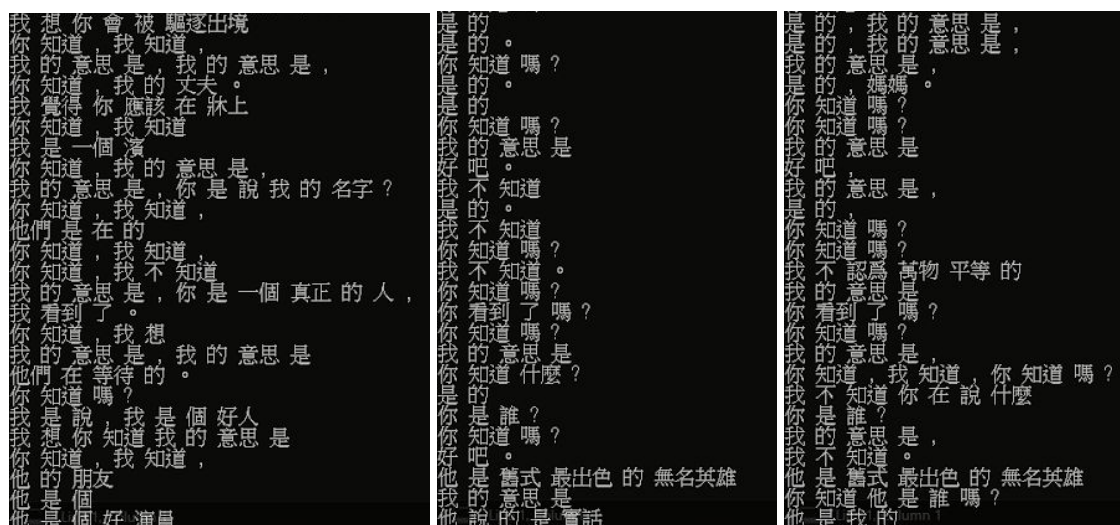 我 想 你 會 被 驅逐出境
你 知道 , 我 知道 ,
我 的 意思 是 , 我 的 意思 是 ,
你 知道 , 我 的 丈夫 。
我 覺得 你 應該 在 牀上
你 知道 , 我 知道
我 是 一個 濱
你 知道 , 我 的 意思 是 ,
我 的 意思 是 , 你 是 說 我 的 名字 ?
你 知道 , 我 知道 ,
他們 是 在 的
你 知道 , 我 知道 ,
你 知道 , 我 不 知道
我 的 意思 是 , 你 是 一個 真正 的 人 ,
我 看到 了 。
你 知道 , 我 想
我 的 意思 是 , 我 的 意思 是
他們 在 等待 的 。
你 知道 嗎 ?
我 是 說 , 我 是 個 好人
我 想 你 知道 我 的 意思 是
你 知道 , 我 知道 ,
他 的 朋友
他 是 個
他 是 個 好 演員
是 的 ,
是 的 。
你 知道 嗎 ?
是 的 。
是 的
你 知道 嗎 ?
我 的 意思 是
好 吧 。
我 不 知道
是 的 。
我 不 知道
你 知道 嗎 ?
我 不 知道 。
你 知道 嗎 ?
你 看到 了 嗎 ?
你 知道 嗎 ?
我 的 意思 是
你 知道 什麼 ?
是 的
你 是 誰 ?
你 知道 嗎 ?
好 吧 。
他 是 舊式 最出色 的 無名英雄
我 的 意思 是
他 說 的 是 實話
是 的 , 我 的 意思 是 ,
是 的 , 我 的 意思 是 ,
我 的 意思 是 ,
是 的 , 媽媽 。
你 知道 嗎 ?
你 知道 嗎 ?
我 的 意思 是
好 吧 ,
我 的 意思 是 ,
是 的 ,
你 知道 嗎 ?
你 知道 嗎 ?
我 不 認爲 萬物 平等 的
我 的 意思 是
你 看到 了 嗎 ?
你 知道 嗎 ?
我 的 意思 是 ,
你 知道 , 我 知道 , 你 知道 嗎 ?
我 不 知道 你 在 說 什麼
你 是 誰 ?
我 的 意思 是 ,
我 不 知道 。
他 是 舊式 最出色 的 無名英雄
你 知道 他 是 誰 嗎 ?
他 是 我 的